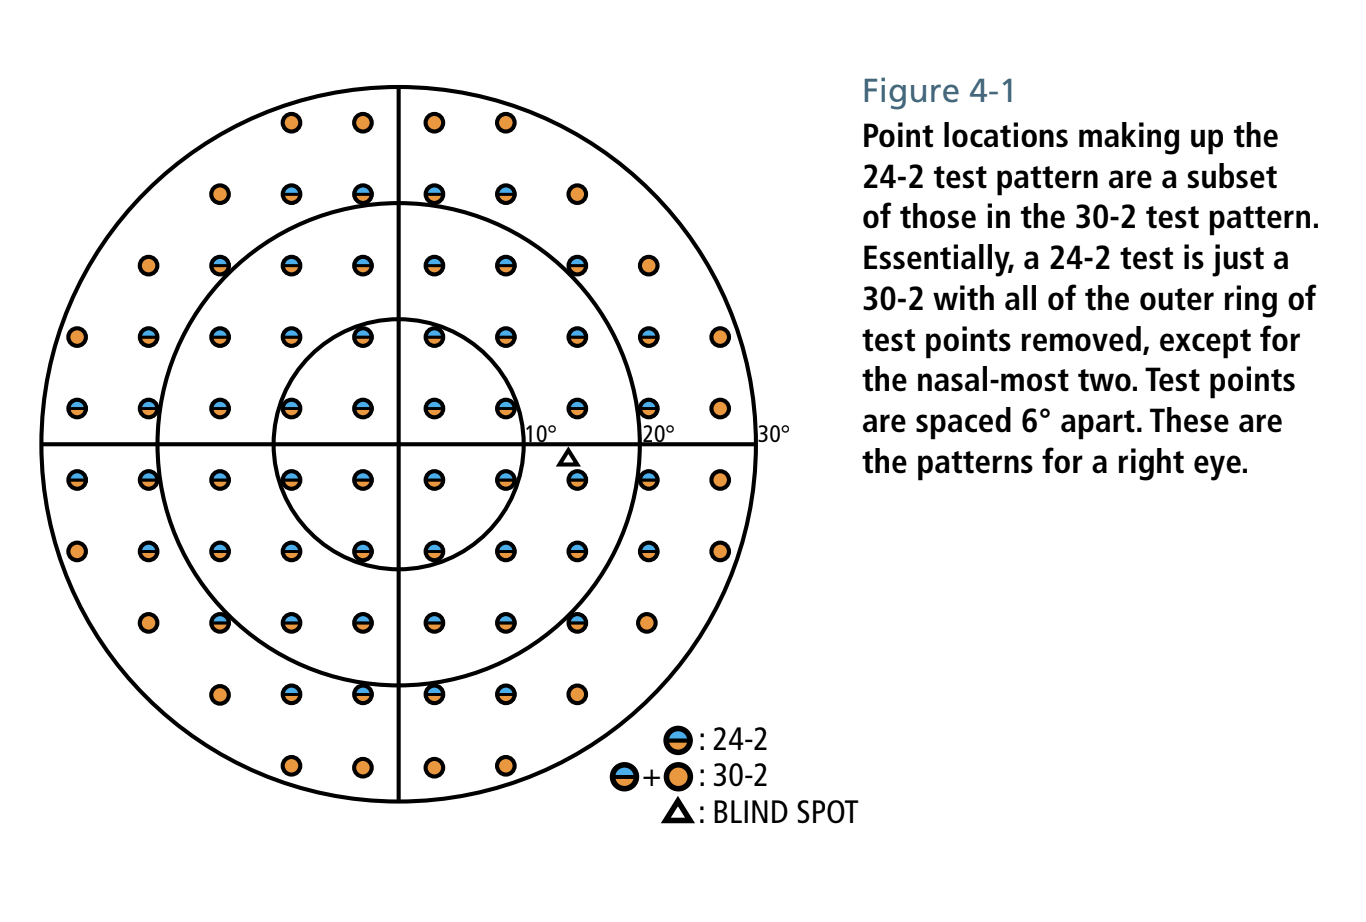 Figure 4-1
Point locations making up the
24-2 test pattern are a subset
of those in the 30-2 test pattern.
Essentially, a 24-2 test is just a
30-2 with all of the outer ring of
test points removed, except for
the nasal-most two. Test points
are spaced 6° apart. These are
the patterns for a right eye.
10°
20°
30°
: 24-2
+ : 30-2
: BLIND SPOT